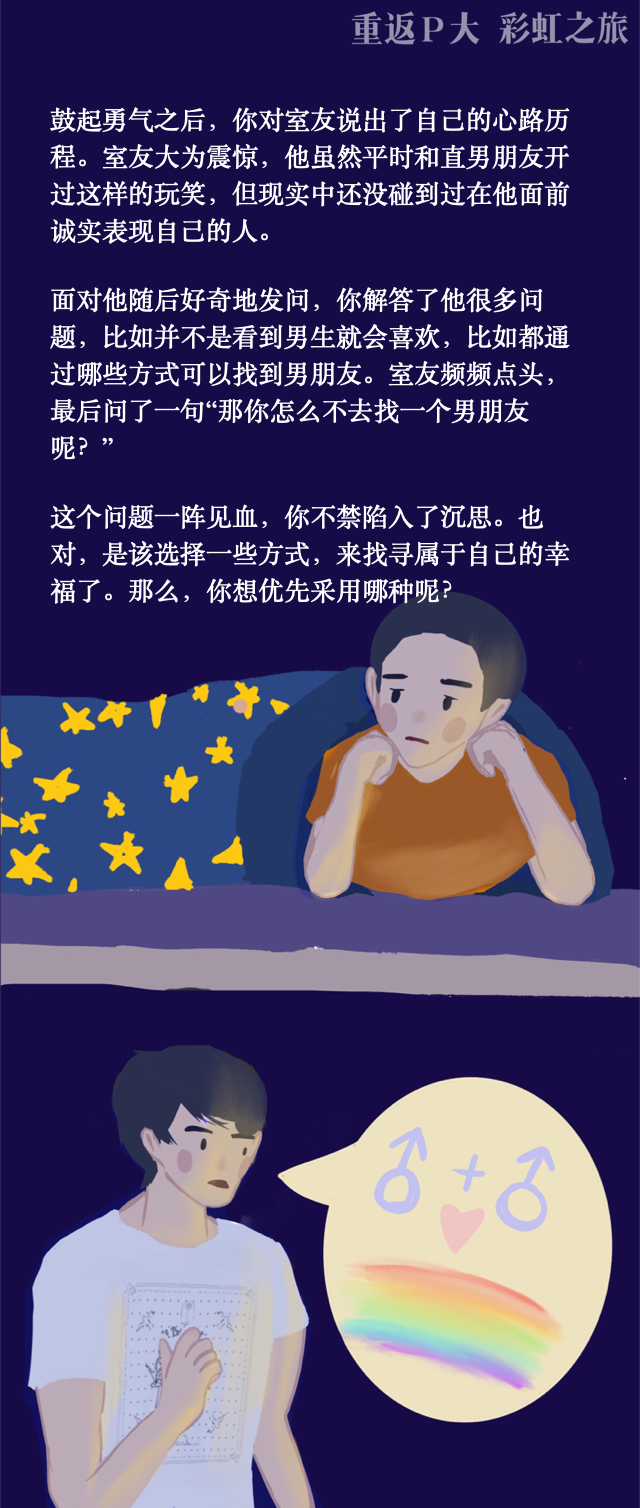 重返P大 彩虹之旅
鼓起勇气之后，你对室友说出了自己的心路历
程。室友大为震惊，他虽然平时和直男朋友开
过这样的玩笑，但现实中还没碰到过在他面前
诚实表现自己的人。
面对他随后好奇地发问，你解答了他很多问
题，比如并不是看到男生就会喜欢，比如都通
过哪些方式可以找到男朋友。室友频频点头，
最后问了一句“那你怎么不去找一个男朋友
呢？”
这个问题一阵见血，你不禁陷入了沉思。也
对，是该选择一些方式，来找寻属于自己的幸
福了。那么，你想优先采用哪种呢?
♂ + ♂